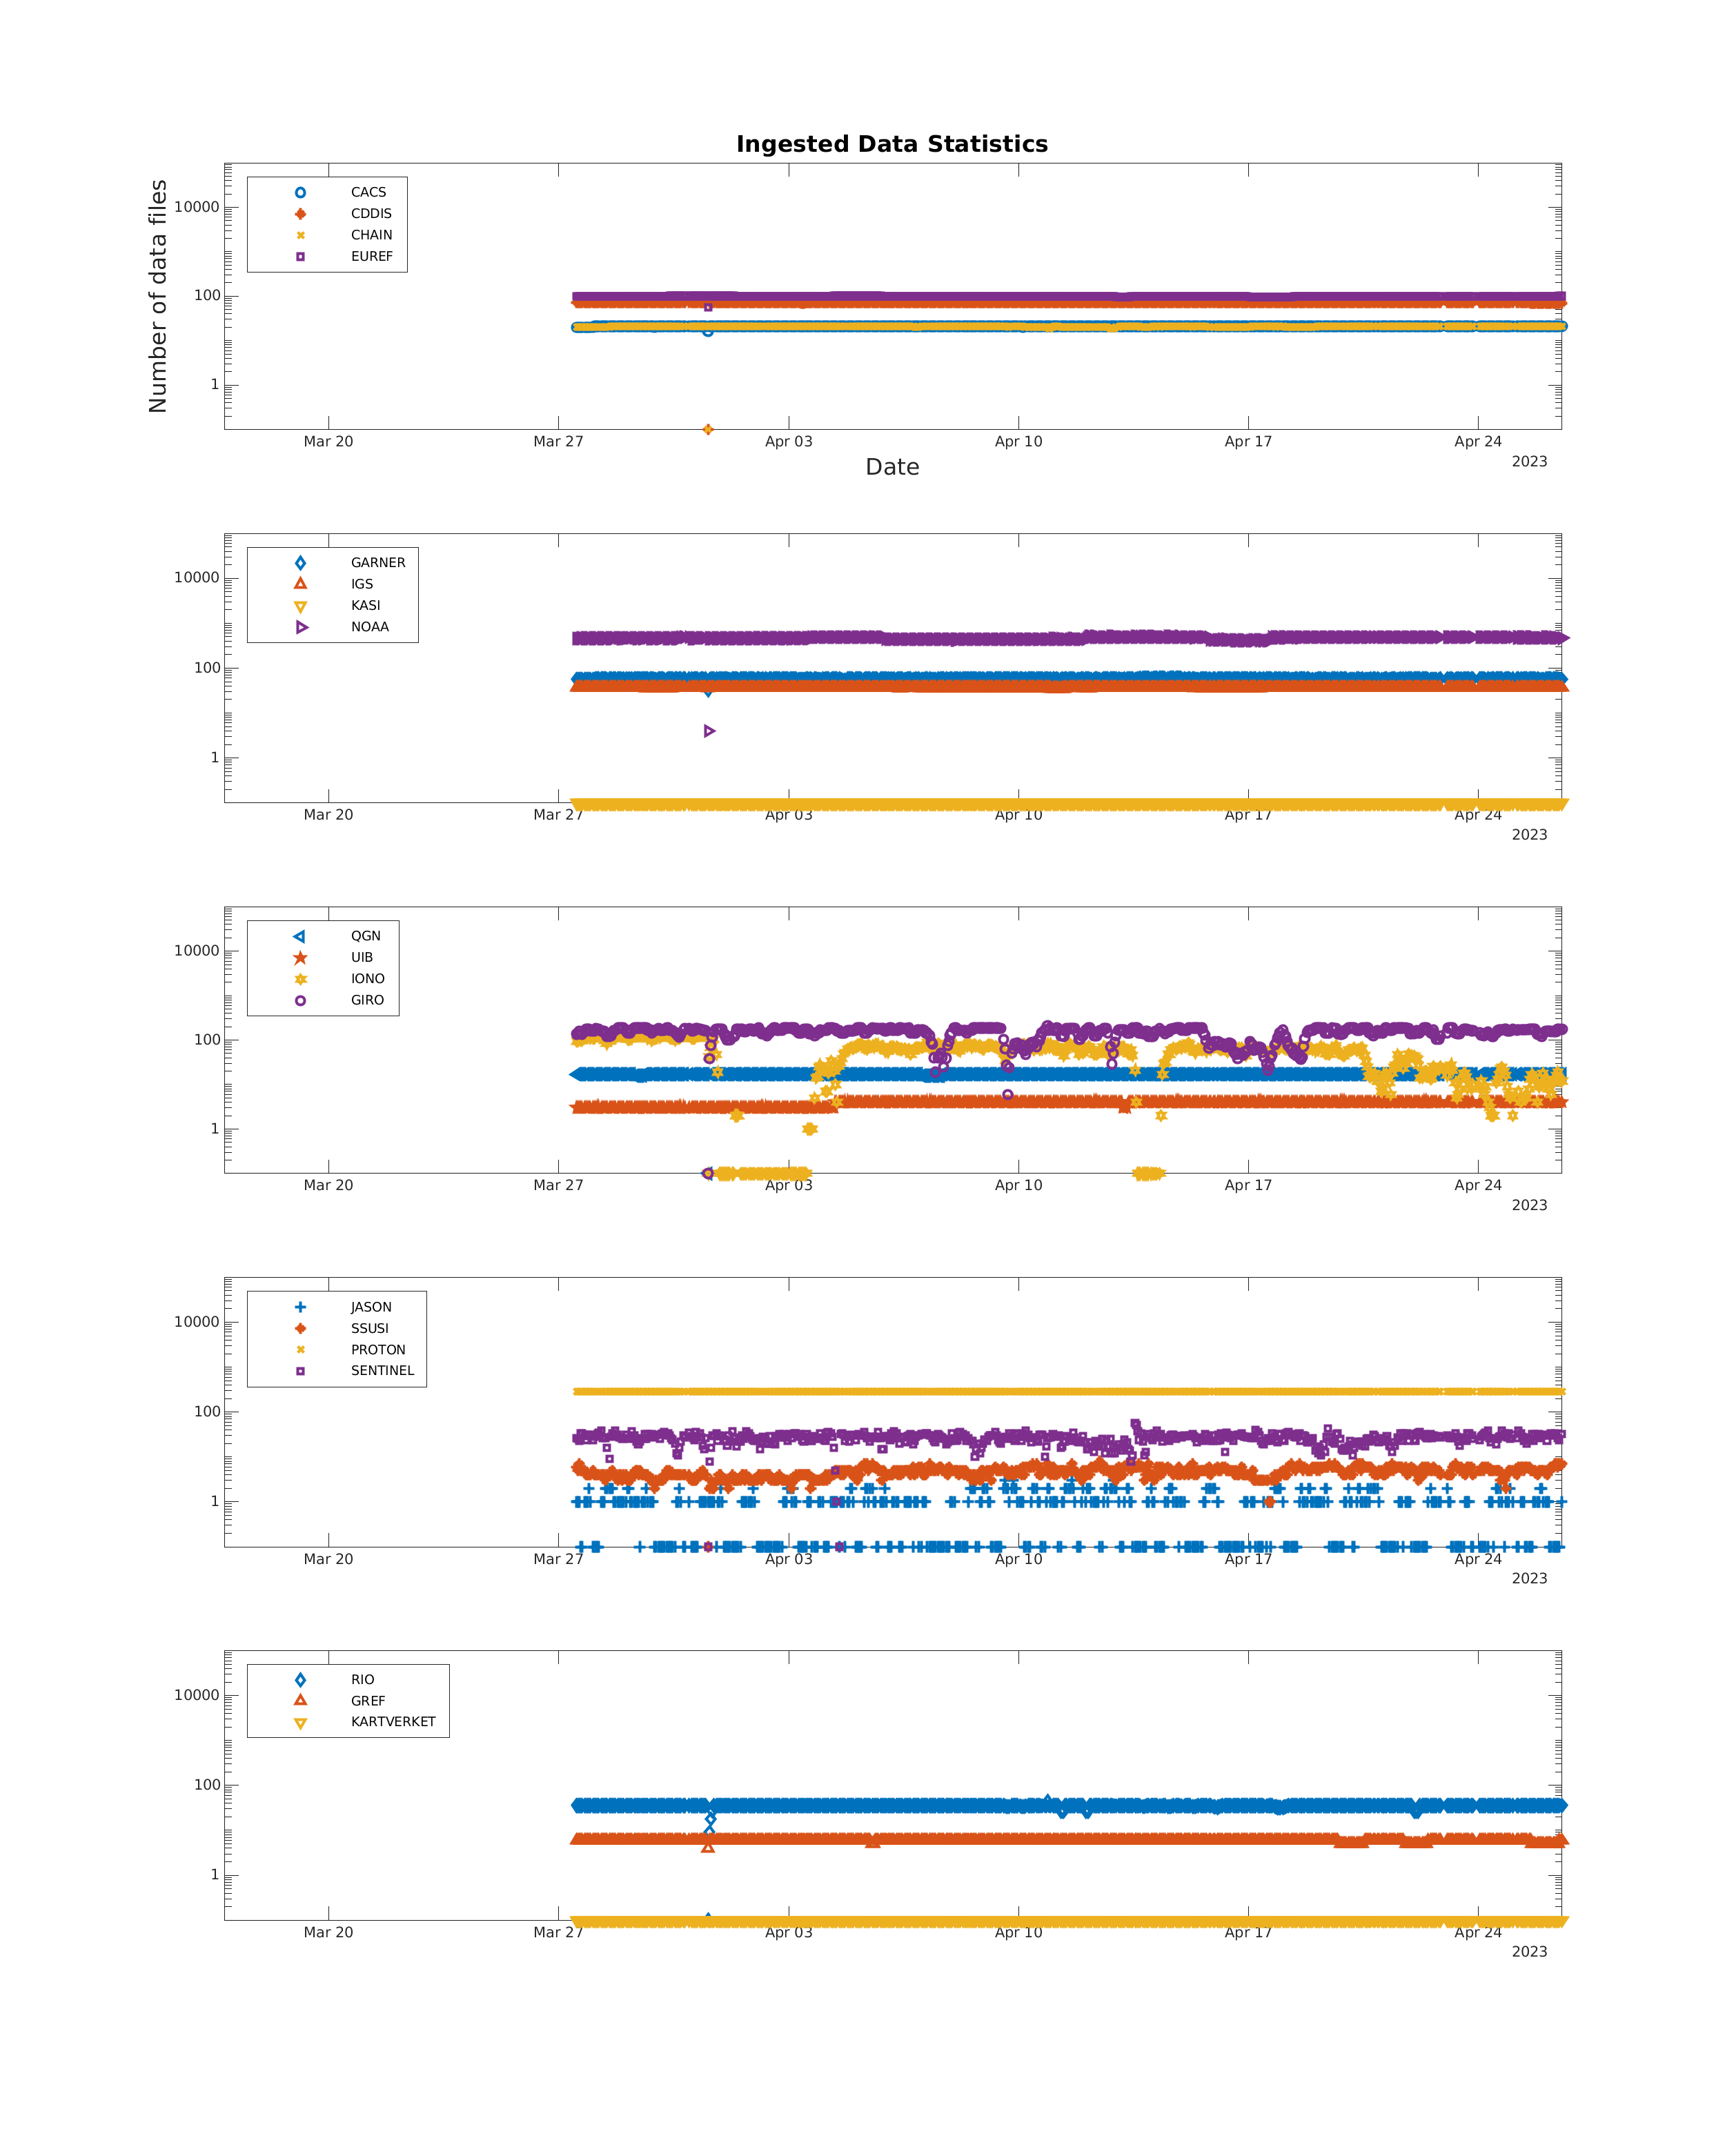 Ingested Data Statistics
Number of data files
10000
100
1
CACS
CDDIS
CHAIN
EUREF
Mar 20 Mar 27 Apr 03 Apr 10 Apr 17 Apr 24
2023
Date
10000
100
1
GARNER
IGS
KASI
NOAA
Mar 20 Mar 27 Apr 03 Apr 10 Apr 17 Apr 24
2023
10000
100
1
QGN
UIB
IONO
GIRO
Mar 20 Mar 27 Apr 03 Apr 10 Apr 17 Apr 24
2023
10000
100
1
JASON
SSUSI
PROTON
SENTINEL
Mar 20 Mar 27 Apr 03 Apr 10 Apr 17 Apr 24
2023
10000
100
1
RIO
GREF
KARTVERKET
Mar 20 Mar 27 Apr 03 Apr 10 Apr 17 Apr 24
2023